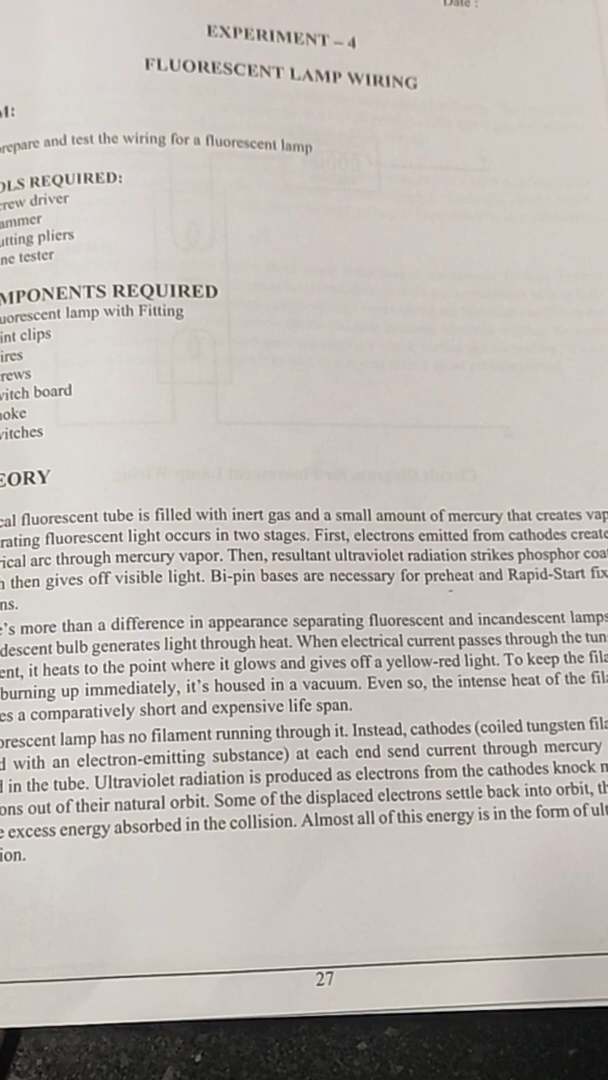 Date :
EXPERIMENT – 4
FLUORESCENT LAMP WIRING
M:
repare and test the wiring for a fluorescent lamp
OLS REQUIRED:
crew driver
ammer
utting pliers
ne tester
MPONENTS REQUIRED
uorescent lamp with Fitting
int clips
ires
rews
vitch board
hoke
vitches
EORY
cal fluorescent tube is filled with inert gas and a small amount of mercury that creates vap
rating fluorescent light occurs in two stages. First, electrons emitted from cathodes create
rical arc through mercury vapor. Then, resultant ultraviolet radiation strikes phosphor coat
h then gives off visible light. Bi-pin bases are necessary for preheat and Rapid-Start fix
ns.
e's more than a difference in appearance separating fluorescent and incandescent lamps
descent bulb generates light through heat. When electrical current passes through the tun
ent, it heats to the point where it glows and gives off a yellow-red light. To keep the fila
burning up immediately, it's housed in a vacuum. Even so, the intense heat of the fila
es a comparatively short and expensive life span.
orescent lamp has no filament running through it. Instead, cathodes (coiled tungsten fila
d with an electron-emitting substance) at each end send current through mercury
d in the tube. Ultraviolet radiation is produced as electrons from the cathodes knock m
ons out of their natural orbit. Some of the displaced electrons settle back into orbit, th
e excess energy absorbed in the collision. Almost all of this energy is in the form of ult
ion.
27